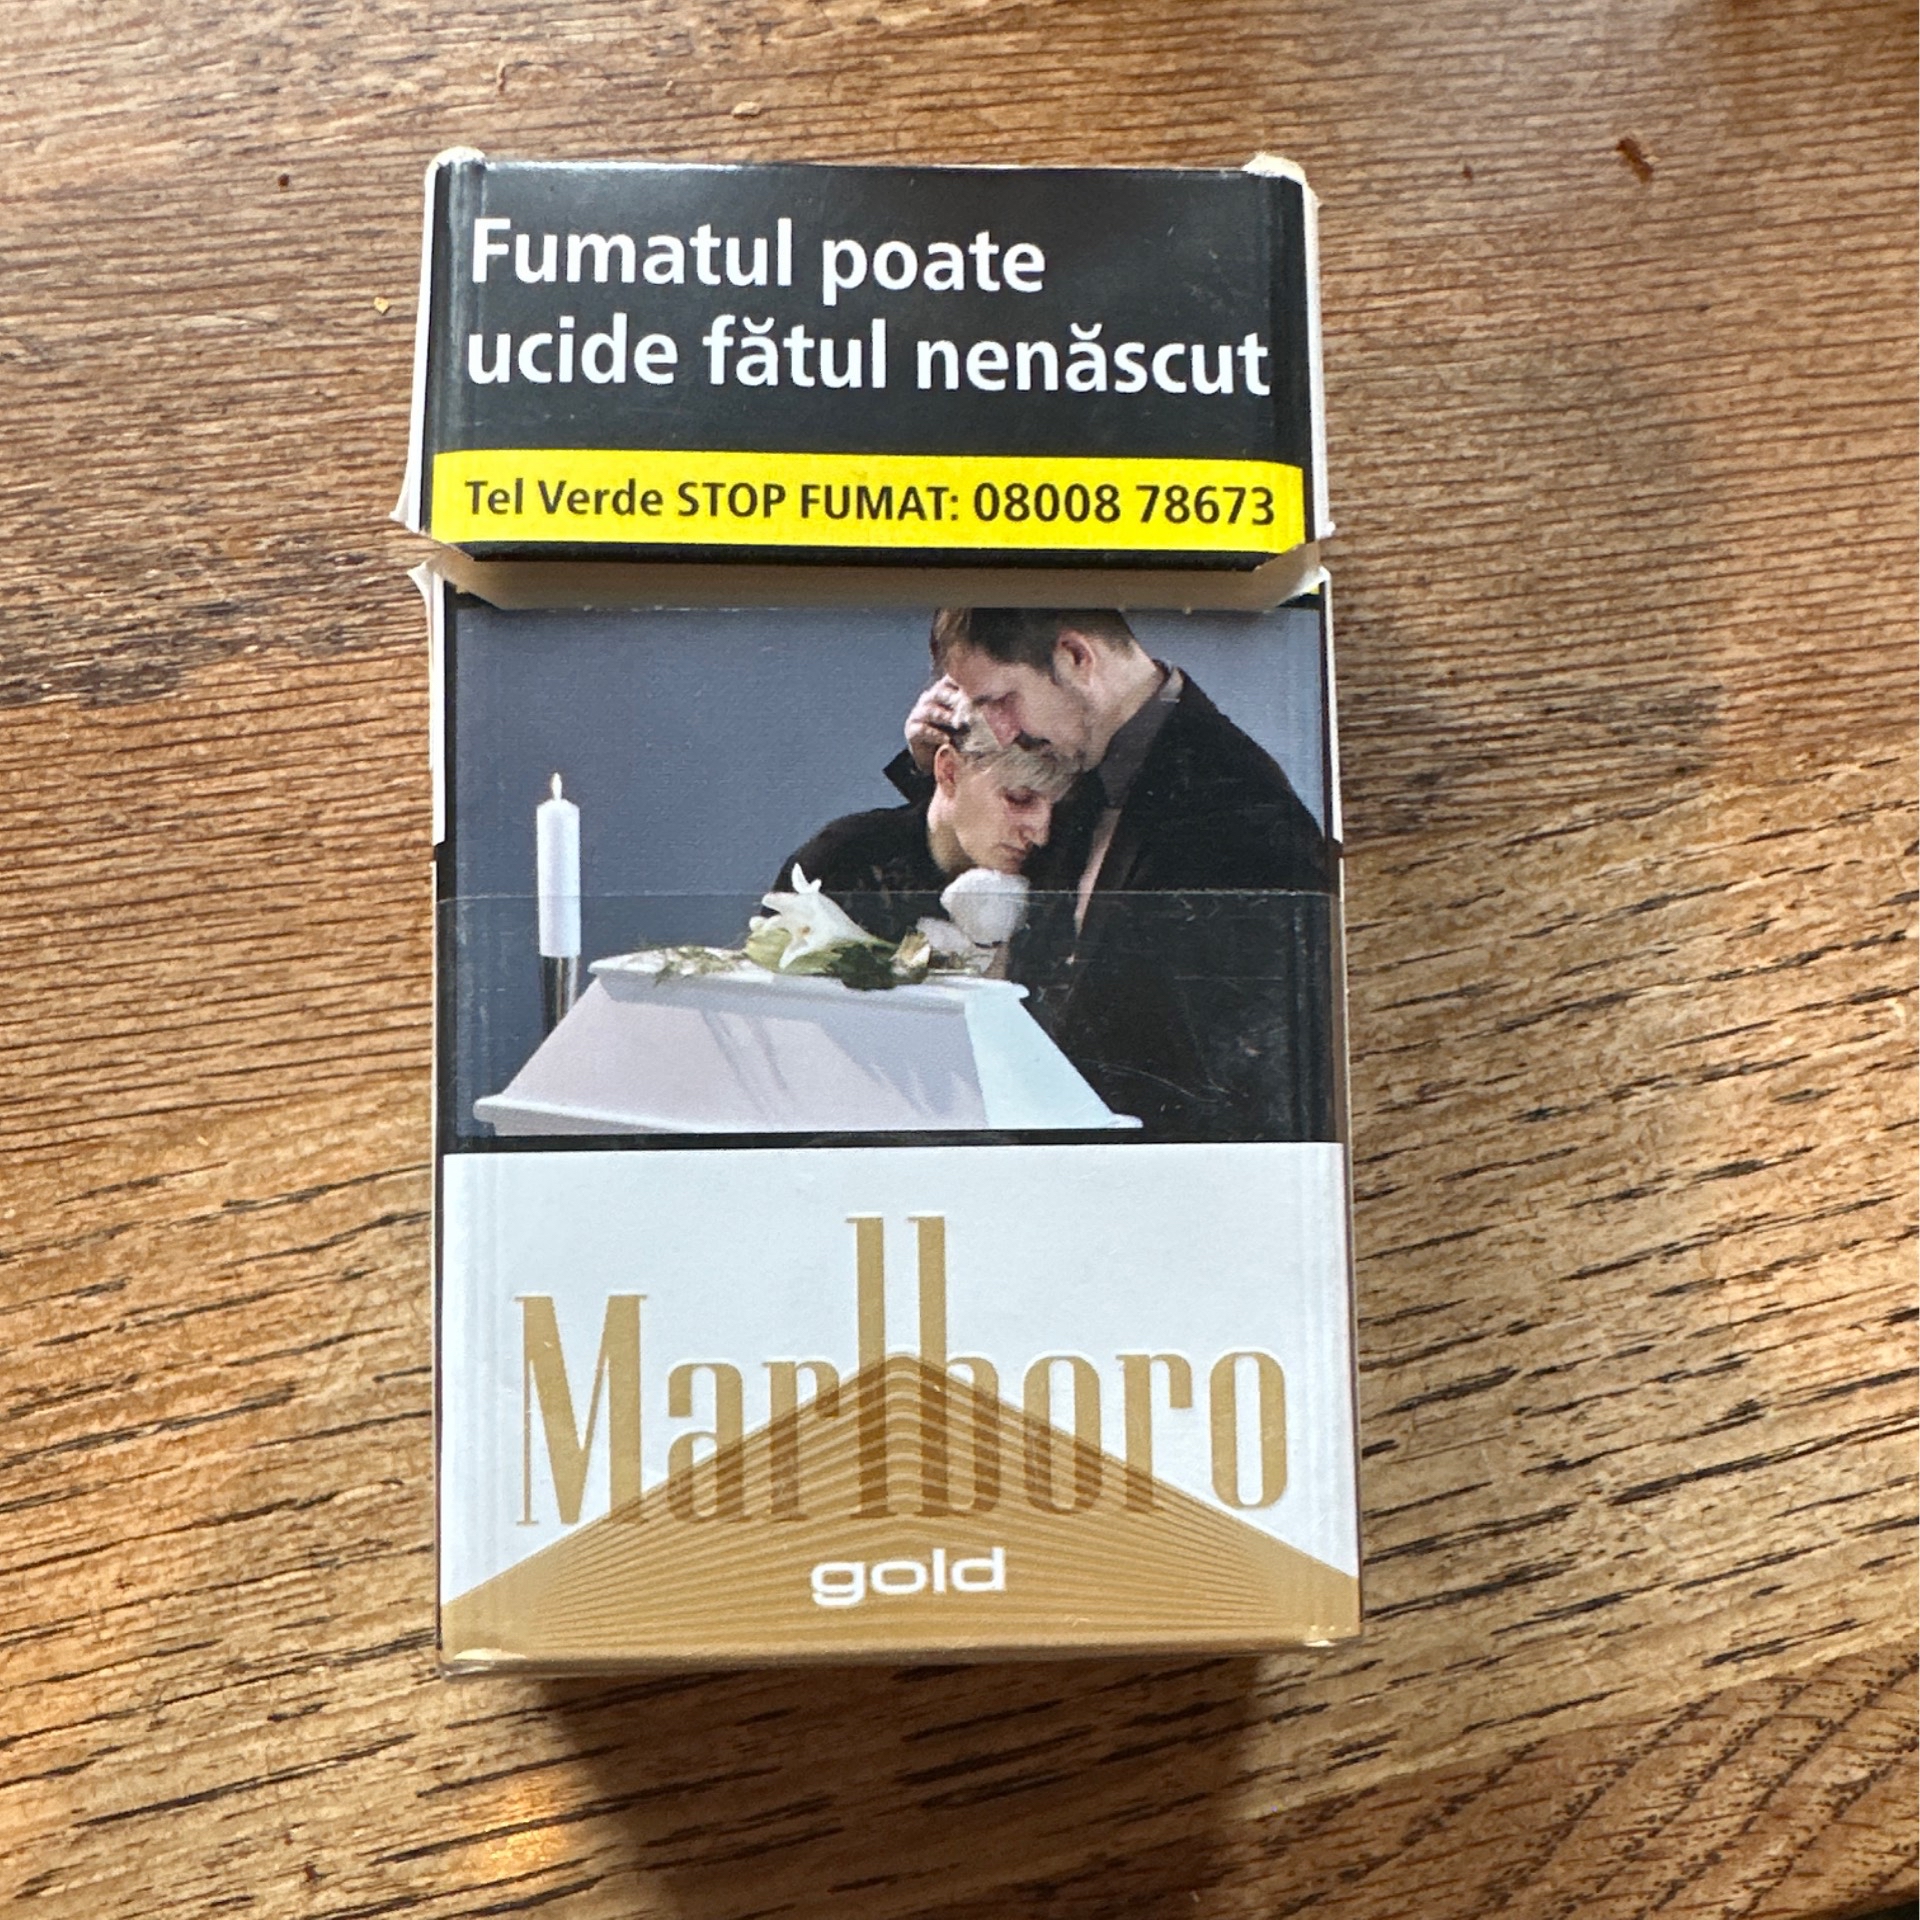 Fumatul poate
ucide fătul nenăscut
Tel Verde STOP FUMAT: 08008 78673
Marlboro
gold